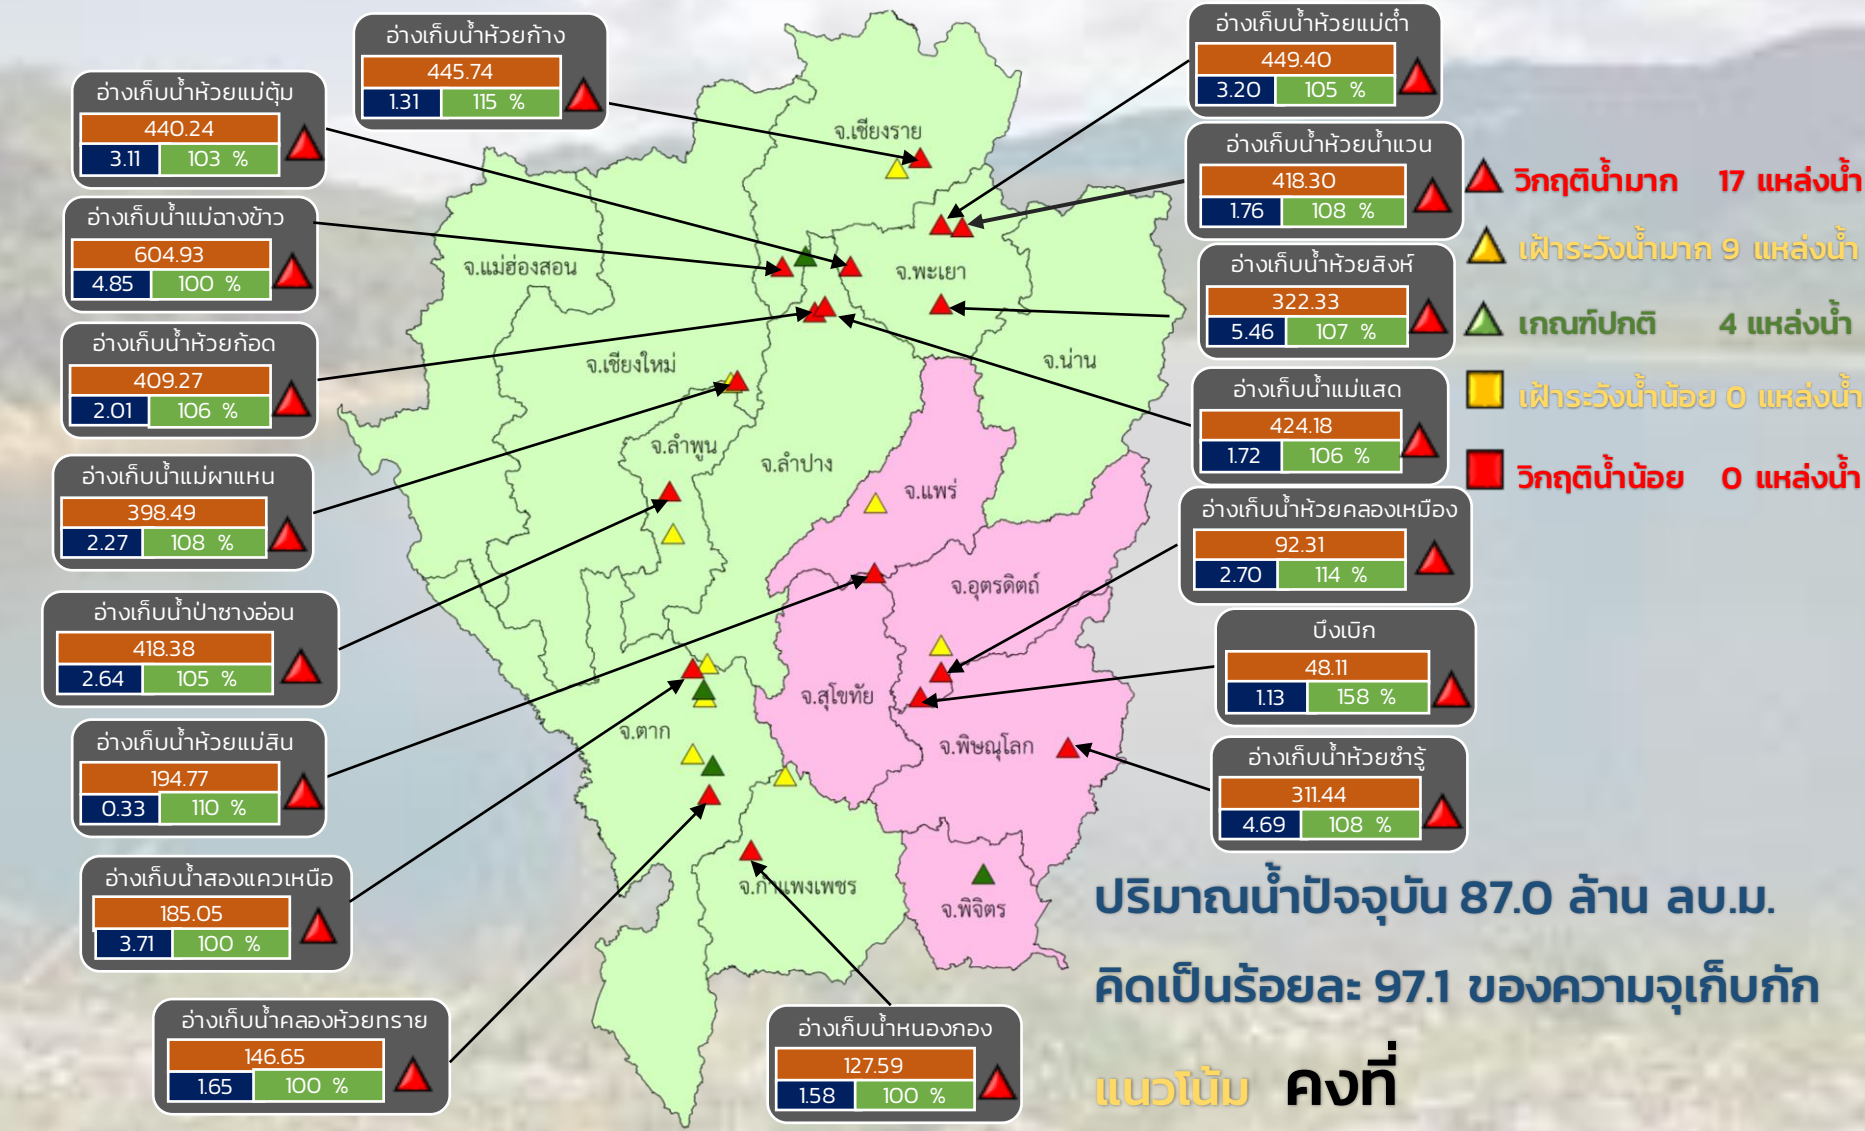 อ่างเก็บน้ำห้วยก้าง
445.74
1.31 115 %
อ่างเก็บน้ำห้วยแม่ตุ้ม
440.24
3.11 103 %
อ่างเก็บน้ำแม่ฉางข้าว
604.93
4.85 100 %
อ่างเก็บน้ำห้วยก้อด
409.27
2.01 106 %
อ่างเก็บน้ำแม่ผาแหน
398.49
2.27 108 %
อ่างเก็บน้ำป่าซางอ่อน
418.38
2.64 105 %
อ่างเก็บน้ำห้วยแม่สิน
194.77
0.33 110 %
อ่างเก็บน้ำสองแควเหนือ
185.05
3.71 100 %
อ่างเก็บน้ำคลองห้วยทราย
146.65
1.65 100 %
อ่างเก็บน้ำหนองกอง
127.59
1.58 100 %
จ.เชียงราย
จ.แม่ฮ่องสอน
จ.พะเยา
จ.เชียงใหม่
จ.น่าน
จ.ลำพูน
จ.ลำปาง
จ.แพร่
จ.อุตรดิตถ์
จ.สุโขทัย
จ.ตาก
จ.พิษณุโลก
จ.กำแพงเพชร
จ.พิจิตร
อ่างเก็บน้ำห้วยแม่ต๋ำ
449.40
3.20 105 %
อ่างเก็บน้ำห้วยน้ำแวน
418.30
1.76 108 %
อ่างเก็บน้ำห้วยสิงห์
322.33
5.46 107 %
อ่างเก็บน้ำแม่แสด
424.18
1.72 106 %
อ่างเก็บน้ำห้วยคลองเหมือง
92.31
2.70 114 %
บึงเบิก
48.11
1.13 158 %
อ่างเก็บน้ำห้วยซำรู้
311.44
4.69 108 %
วิกฤติน้ำมาก 17 แหล่งน้ำ
เฝ้าระวังน้ำมาก 9 แหล่งน้ำ
เกณฑ์ปกติ 4 แหล่งน้ำ
เฝ้าระวังน้ำน้อย 0 แหล่งน้ำ
วิกฤติน้ำน้อย 0 แหล่งน้ำ
ปริมาณน้ำปัจจุบัน 87.0 ล้าน ลบ.ม.
คิดเป็นร้อยละ 97.1 ของความจุเก็บกัก
แนวโน้ม คงที่